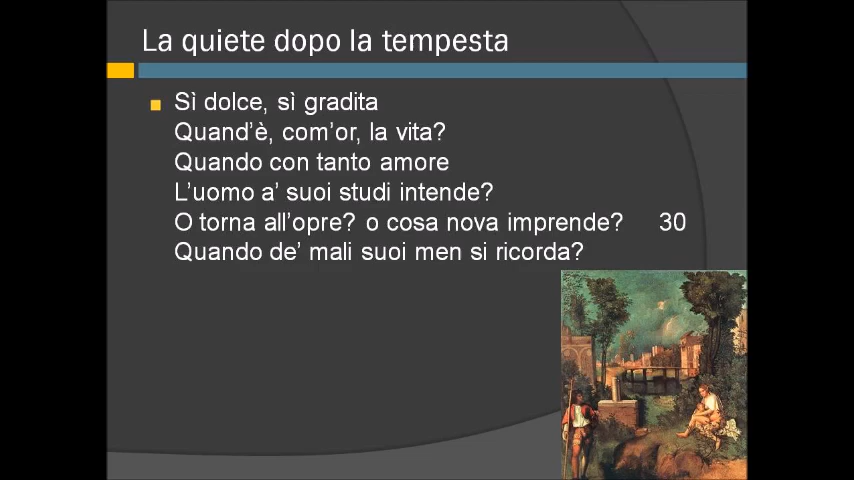 La quiete dopo la tempesta
Sì dolce, sì gradita
Quand'è, com'or, la vita?
Quando con tanto amore
L'uomo a' suoi studi intende?
O torna all'opre? o cosa nova imprende? 30
Quando de' mali suoi men si ricorda?